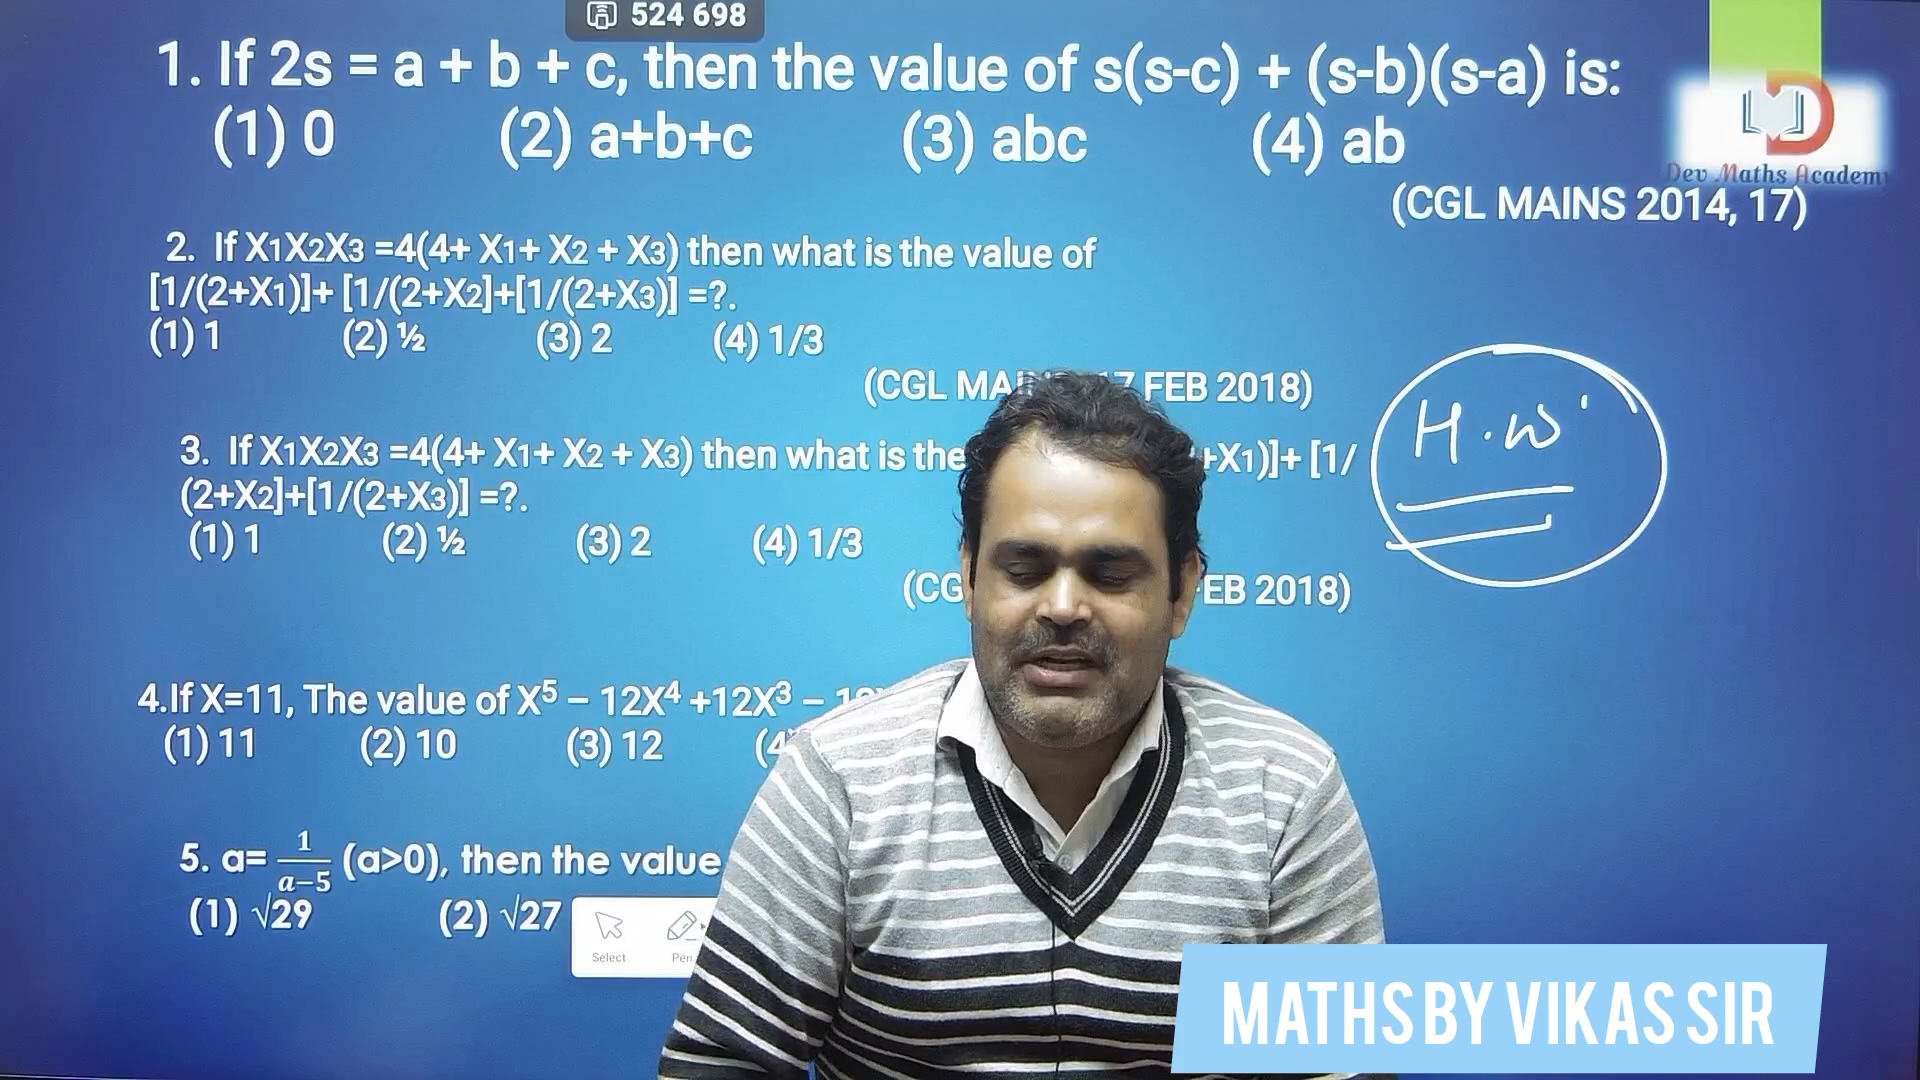 524 698
1. If 2s = a + b + c, then the value of s(s-c) + (s-b)(s-a) is:
(1) 0 (2) a+b+c (3) abc (4) ab
Dev Maths Academy
(CGL MAINS 2014, 17)
2. If X1X2X3 =4(4+ X1+ X2 + X3) then what is the value of
[1/(2+X1)]+ [1/(2+X2]+[1/(2+X3)] =?.
(1) 1 (2) ½ (3) 2 (4) 1/3
(CGL FEB 2018)
H.W
3. If X1X2X3 =4(4+ X1+ X2 + X3) then what is the +X1)]+ [1/
(2+X2]+[1/(2+X3)] =?.
(1) 1 (2) ½ (3) 2 (4) 1/3
2018)
4.If X=11, The value of X⁵ – 12X⁴ +12X³ –
(1) 11 (2) 10 (3) 12
5. a= 1/(a–5) (a>0), then the value
(1) √29 (2) √27
Select Pen
MATHS BY VIKAS SIR